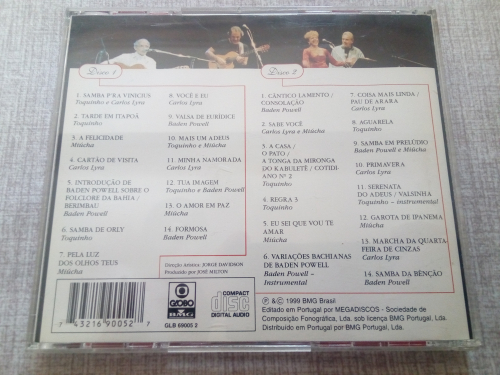 Disco 1
1. SAMBA P'RA VINICIUS
Toquinho e Carlos Lyra
2. TARDE EM ITAPOÃ
Toquinho
3. A FELICIDADE
Miúcha
4. CARTÃO DE VISITA
Carlos Lyra
5. INTRODUÇÃO DE
BADEN POWELL SOBRE O
FOLCLORE DA BAHIA /
BERIMBAU
Baden Powell
6. SAMBA DE ORLY
Toquinho
7. PELA LUZ
DOS OLHOS TEUS
Miúcha
8. VOCÊ E EU
Carlos Lyra
9. VALSA DE EURÍDICE
Baden Powell
10. MAIS UM ADEUS
Toquinho e Miúcha
11. MINHA NAMORADA
Carlos Lyra
12. TUA IMAGEM
Toquinho e Baden Powell
13. O AMOR EM PAZ
Miúcha
14. FORMOSA
Baden Powell
Direção Artística: JORGE DAVIDSON
Produzido por JOSÉ MILTON
Disco 2
1. CÂNTICO LAMENTO /
CONSOLAÇÃO
Baden Powell
2. SABE VOCÊ
Carlos Lyra e Miúcha
3. A CASA /
O PATO /
A TONGA DA MIRONGA
DO KABULETÊ / COTIDI-
ANO Nº 2
Toquinho
4. REGRA 3
Toquinho
5. EU SEI QUE VOU TE
AMAR
Miúcha
6. VARIAÇÕES BACHIANAS
DE BADEN POWELL
Baden Powell –
Instrumental
7. COISA MAIS LINDA /
PAU DE ARARA
Carlos Lyra
8. AQUARELA
Toquinho
9. SAMBA EM PRELÚDIO
Baden Powell e Miúcha
10. PRIMAVERA
Carlos Lyra
11. SERENATA
DO ADEUS / VALSINHA
Toquinho – instrumental
12. GAROTA DE IPANEMA
Miúcha
13. MARCHA DA QUARTA-
FEIRA DE CINZAS
Carlos Lyra
14. SAMBA DA BÊNÇÃO
Baden Powell
7 43216 90052 7
GLOBO
BMG
GLB 69005 2
COMPACT
disc
DIGITAL AUDIO
℗ & © 1999 BMG Brasil
Editado em Portugal por MEGADISCOS - Sociedade de
Composição Fonográfica, Lda. sob licença BMG Portugal, Lda.
Distribuído em Portugal por BMG Portugal, Lda.